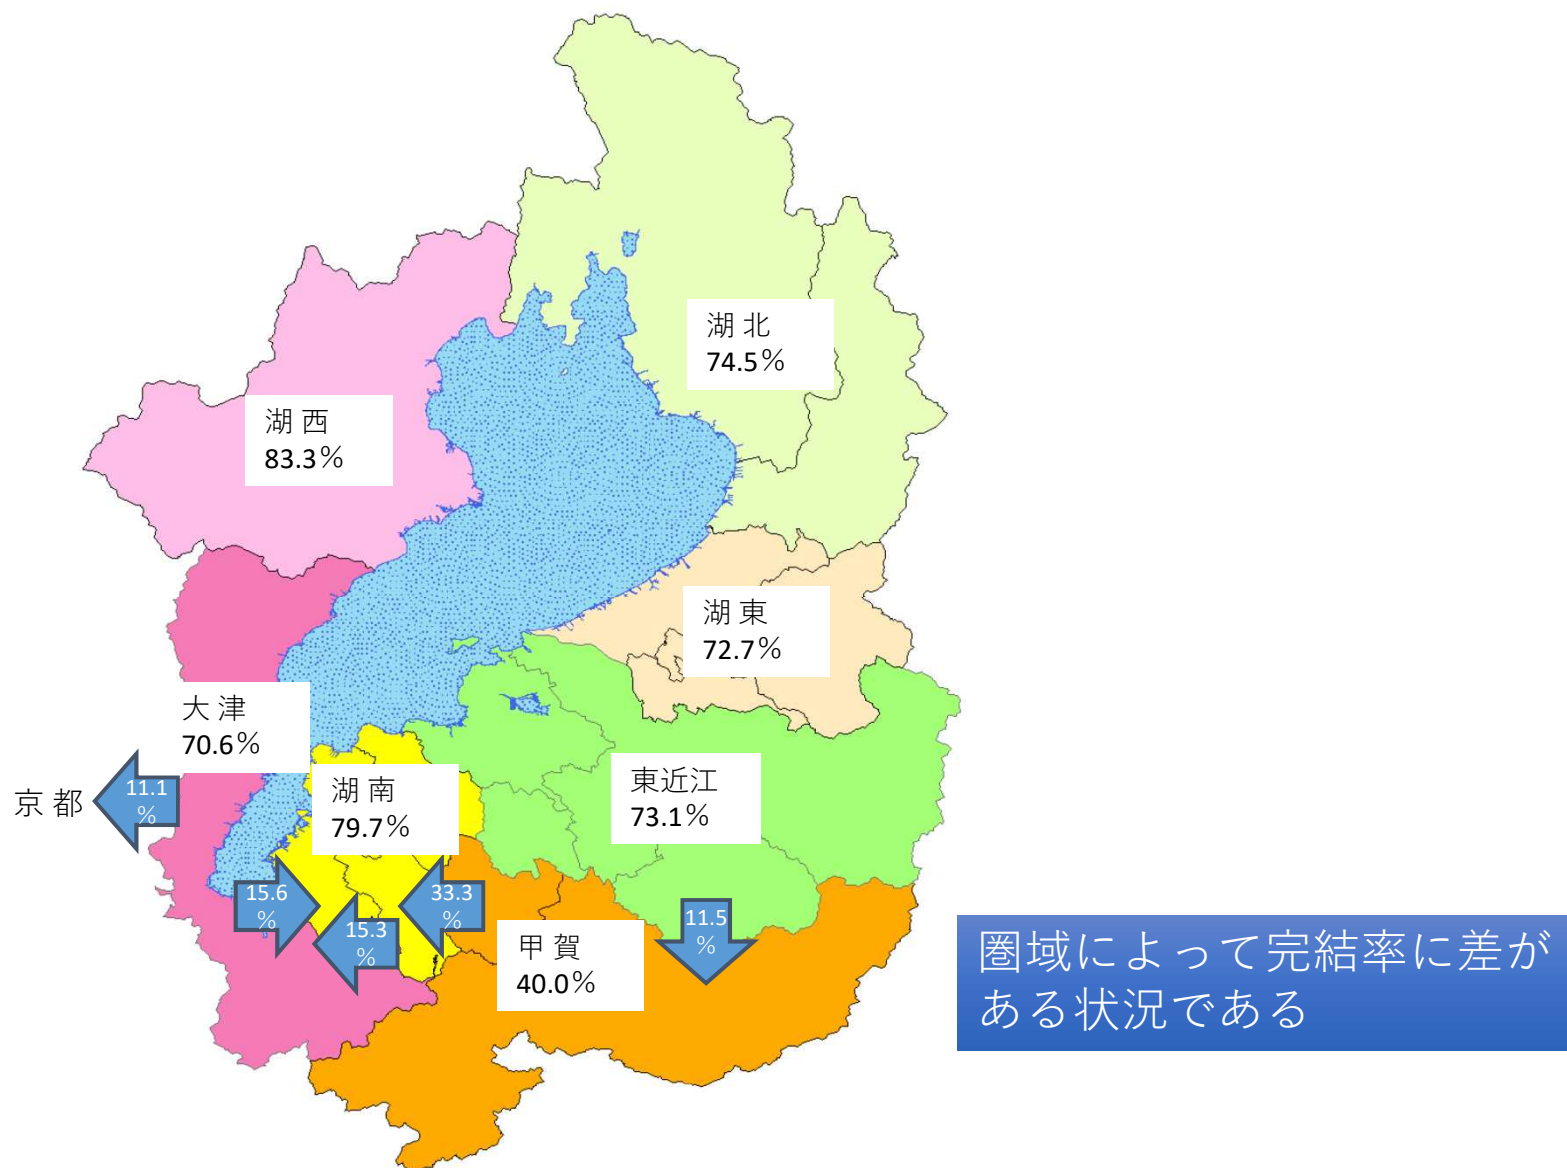 湖 北
74.5%
湖 西
83.3%
湖 東
72.7%
大 津
70.6%
東近江
73.1%
湖 南
79.7%
京 都
11.1
%
15.6
%
15.3
%
33.3
%
11.5
%
甲 賀
40.0%
圏域によって完結率に差が
ある状況である